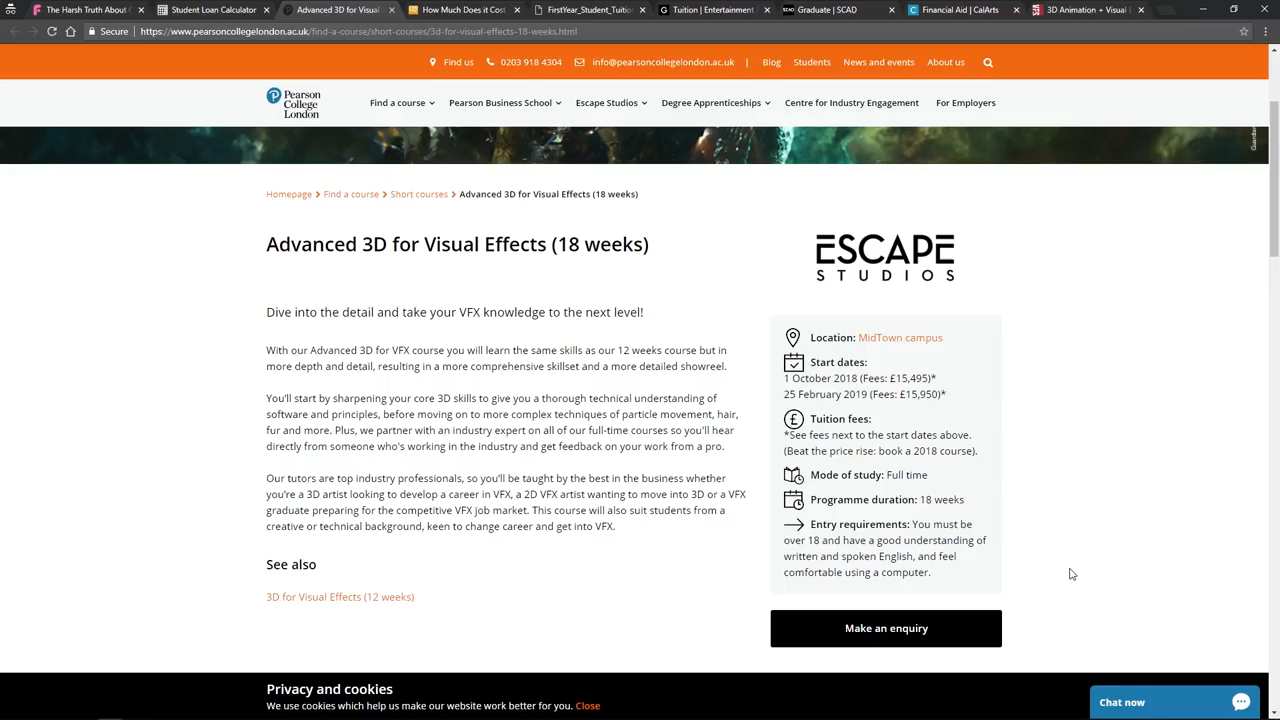 The Harsh Truth About C
Student Loan Calculator
Advanced 3D for Visual
How Much Does it Cost
FirstYear_Student_Tuitio
Tuition | Entertainment
Graduate | SCAD
Financial Aid | CalArts
3D Animation + Visual
Secure | https://www.pearsoncollegelondon.ac.uk/find-a-course/short-courses/3d-for-visual-effects-18-weeks.html
Find us 0203 918 4304 info@pearsoncollegelondon.ac.uk | Blog Students News and events About us
Pearson
College
London
Find a course Pearson Business School Escape Studios Degree Apprenticeships Centre for Industry Engagement For Employers
Guardian
Homepage > Find a course > Short courses > Advanced 3D for Visual Effects (18 weeks)
Advanced 3D for Visual Effects (18 weeks)
Dive into the detail and take your VFX knowledge to the next level!
With our Advanced 3D for VFX course you will learn the same skills as our 12 weeks course but in
more depth and detail, resulting in a more comprehensive skillset and a more detailed showreel.
You'll start by sharpening your core 3D skills to give you a thorough technical understanding of
software and principles, before moving on to more complex techniques of particle movement, hair,
fur and more. Plus, we partner with an industry expert on all of our full-time courses so you'll hear
directly from someone who's working in the industry and get feedback on your work from a pro.
Our tutors are top industry professionals, so you'll be taught by the best in the business whether
you're a 3D artist looking to develop a career in VFX, a 2D VFX artist wanting to move into 3D or a VFX
graduate preparing for the competitive VFX job market. This course will also suit students from a
creative or technical background, keen to change career and get into VFX.
See also
3D for Visual Effects (12 weeks)
ESCAPE
STUDIOS
Location: MidTown campus
Start dates:
1 October 2018 (Fees: £15,495)*
25 February 2019 (Fees: £15,950)*
Tuition fees:
*See fees next to the start dates above.
(Beat the price rise: book a 2018 course).
Mode of study: Full time
Programme duration: 18 weeks
Entry requirements: You must be
over 18 and have a good understanding of
written and spoken English, and feel
comfortable using a computer.
Make an enquiry
Privacy and cookies
We use cookies which help us make our website work better for you. Close
Chat now